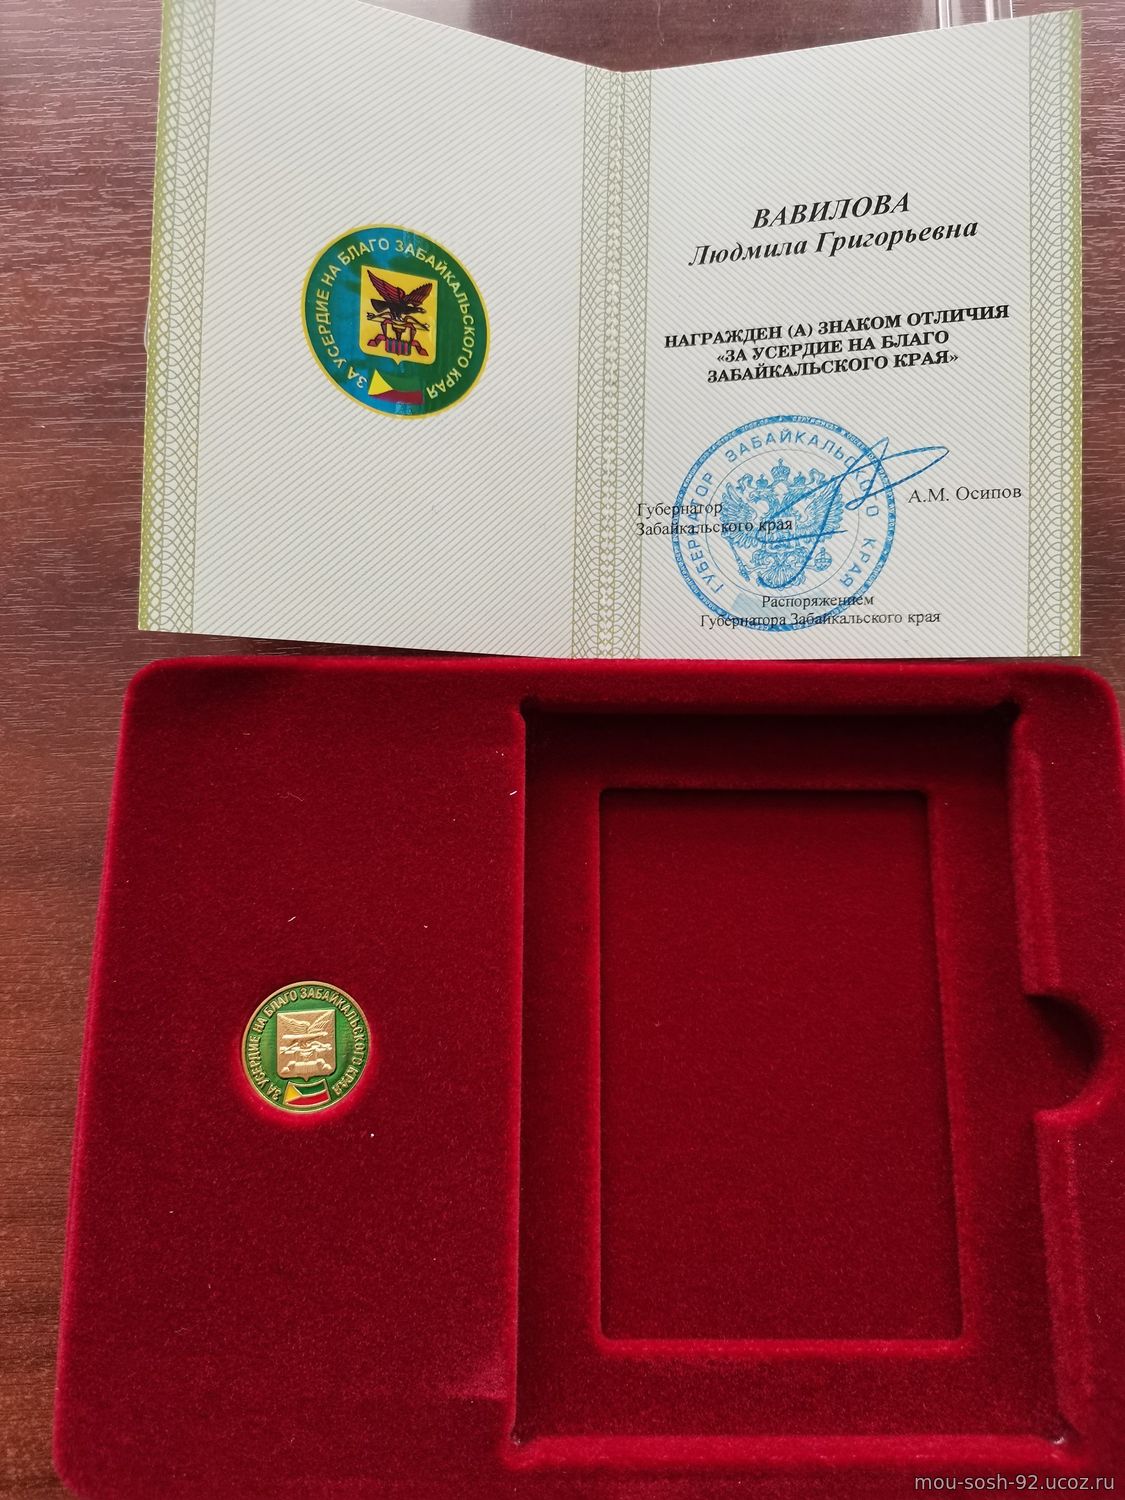 ЗА УСЕРДИЕ НА БЛАГО ЗАБАЙКАЛЬСКОГО КРАЯ
ВАВИЛОВА
Людмила Григорьевна
НАГРАЖДЕН (А) ЗНАКОМ ОТЛИЧИЯ
«ЗА УСЕРДИЕ НА БЛАГО
ЗАБАЙКАЛЬСКОГО КРАЯ»
ГУБЕРНАТОР ЗАБАЙКАЛЬСКОГО КРАЯ
Губернатор
Забайкальского края
А.М. Осипов
Распоряжением
Губернатора Забайкальского края
ЗА УСЕРДИЕ НА БЛАГО ЗАБАЙКАЛЬСКОГО КРАЯ
mou-sosh-92.ucoz.ru